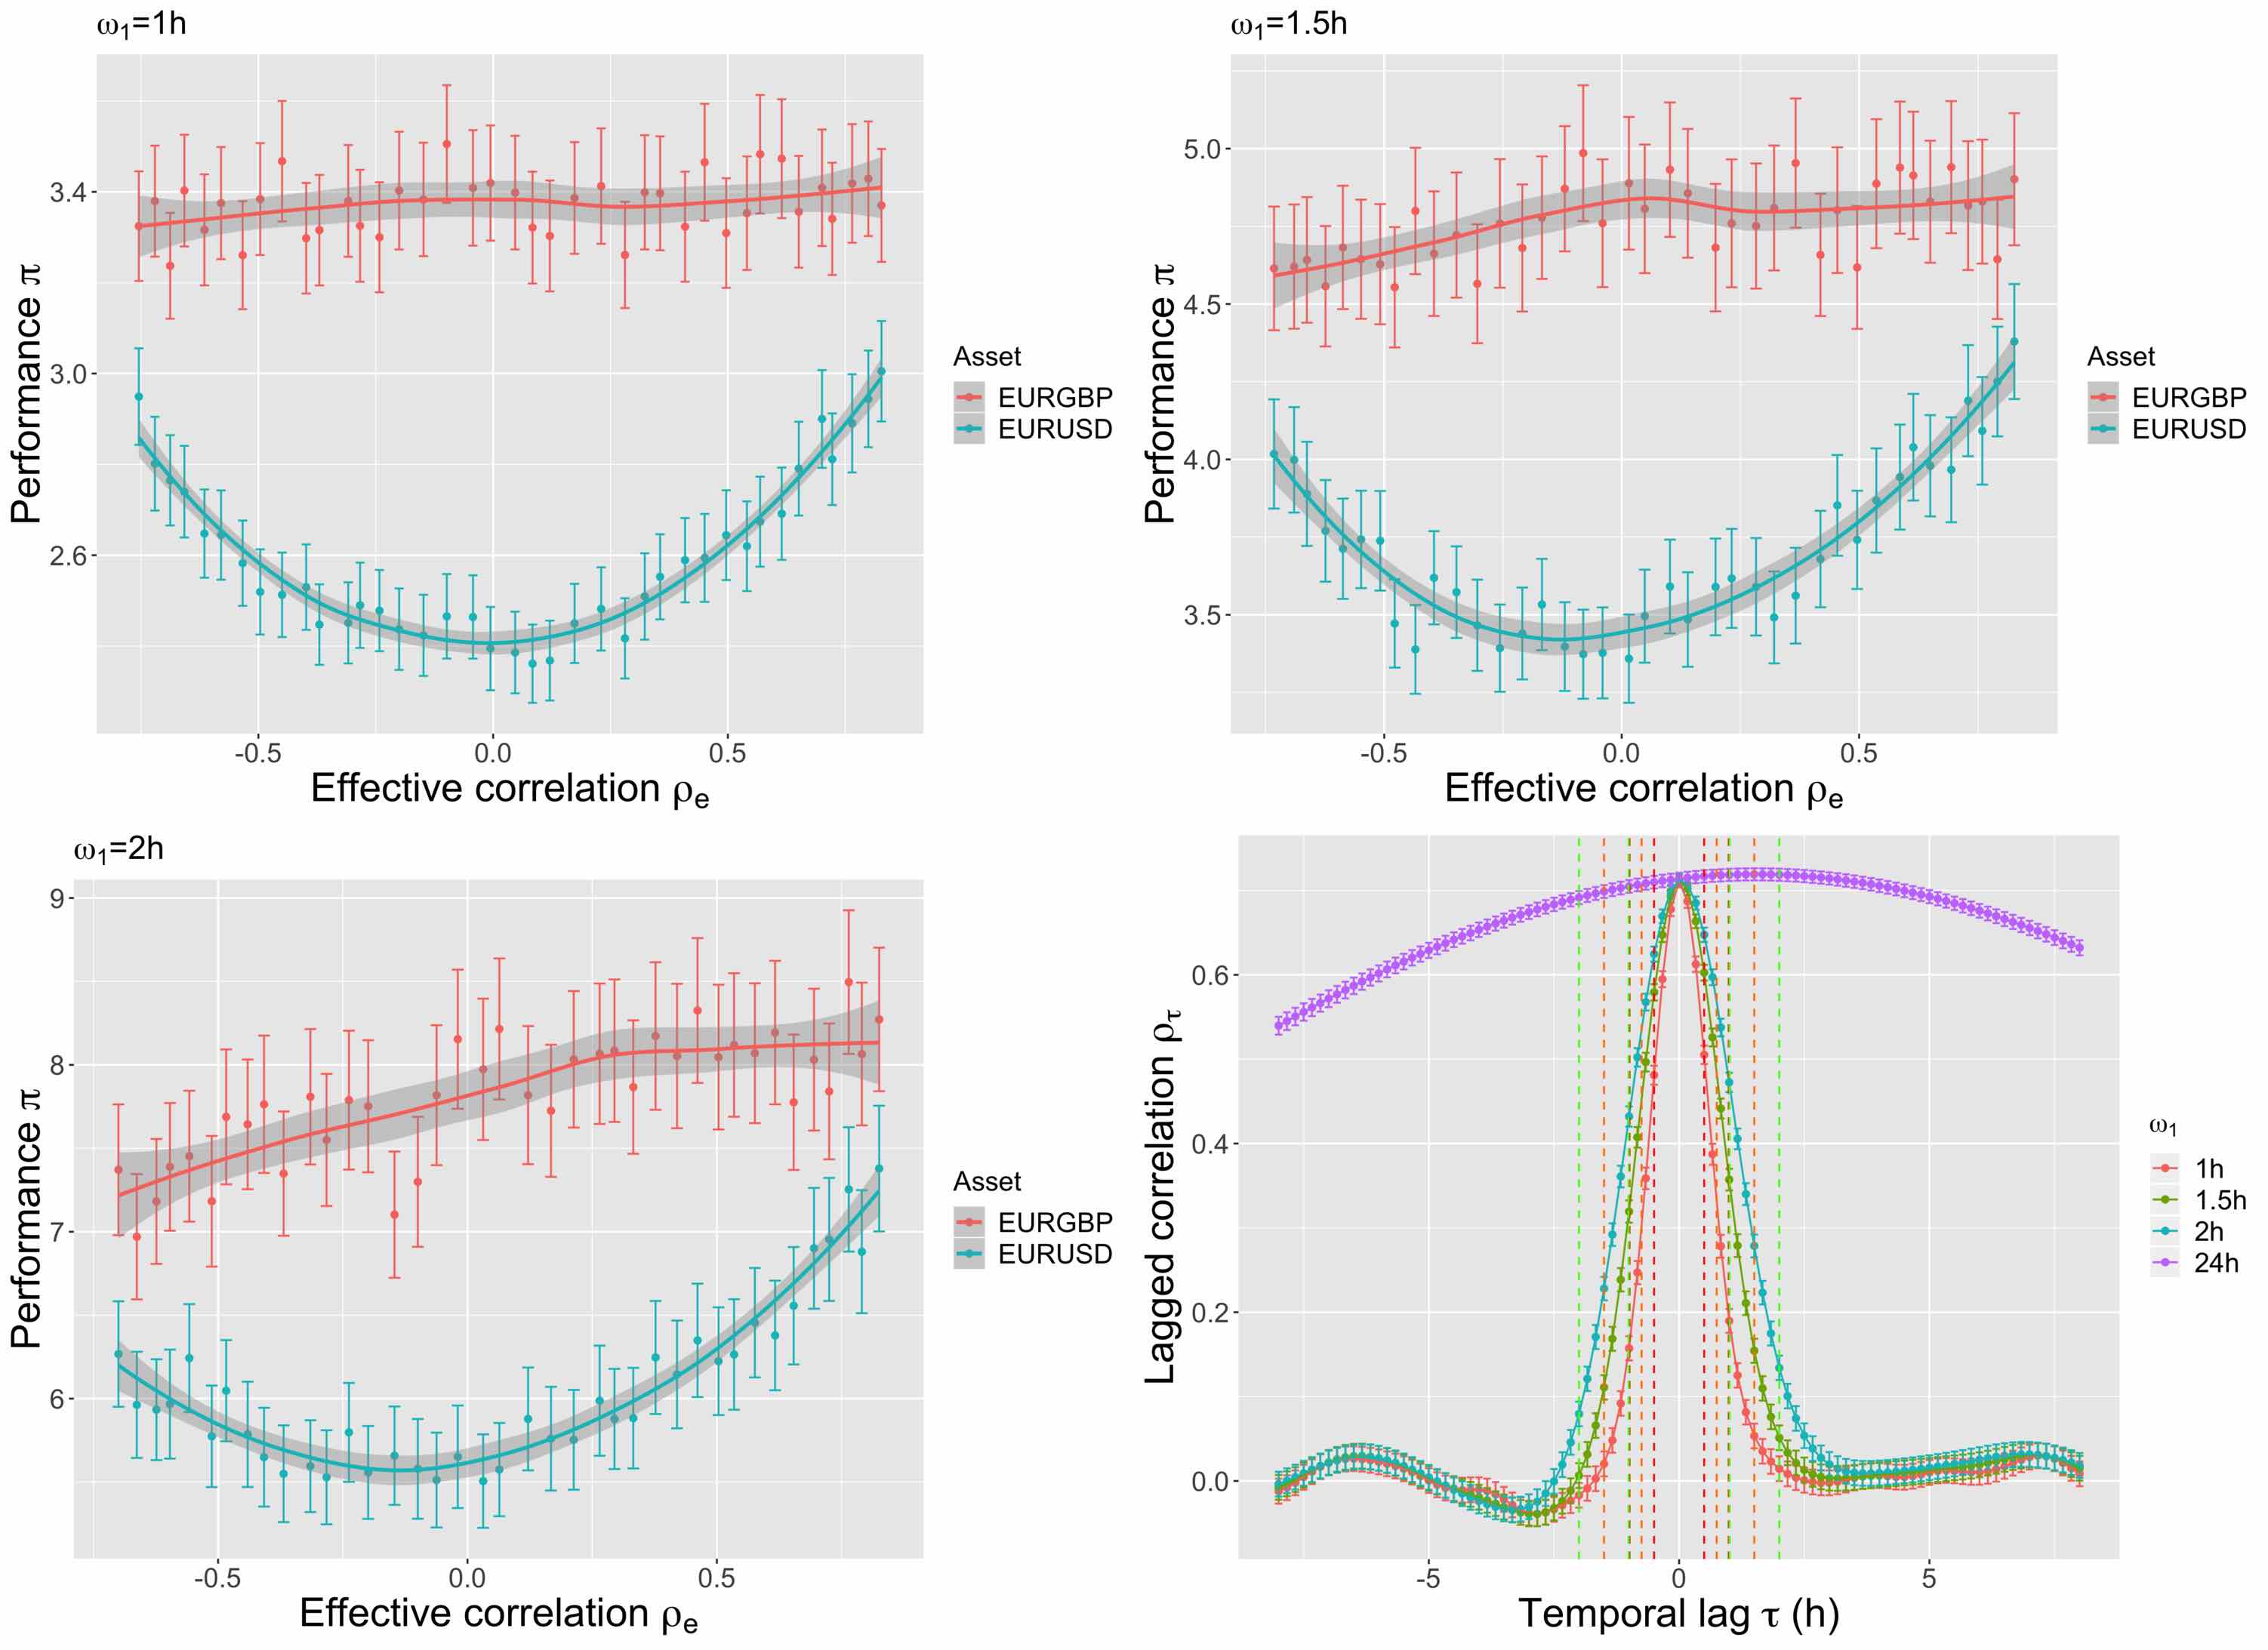 ω1=1h
Performance π
3.4
3.0
2.6
-0.5 0.0 0.5
Effective correlation ρe
Asset
EURGBP
EURUSD
ω1=1.5h
Performance π
5.0
4.5
4.0
3.5
-0.5 0.0 0.5
Effective correlation ρe
Asset
EURGBP
EURUSD
ω1=2h
Performance π
9
8
7
6
-0.5 0.0 0.5
Effective correlation ρe
Asset
EURGBP
EURUSD
Lagged correlation ρτ
0.6
0.4
0.2
0.0
-5 0 5
Temporal lag τ (h)
ω1
1h
1.5h
2h
24h